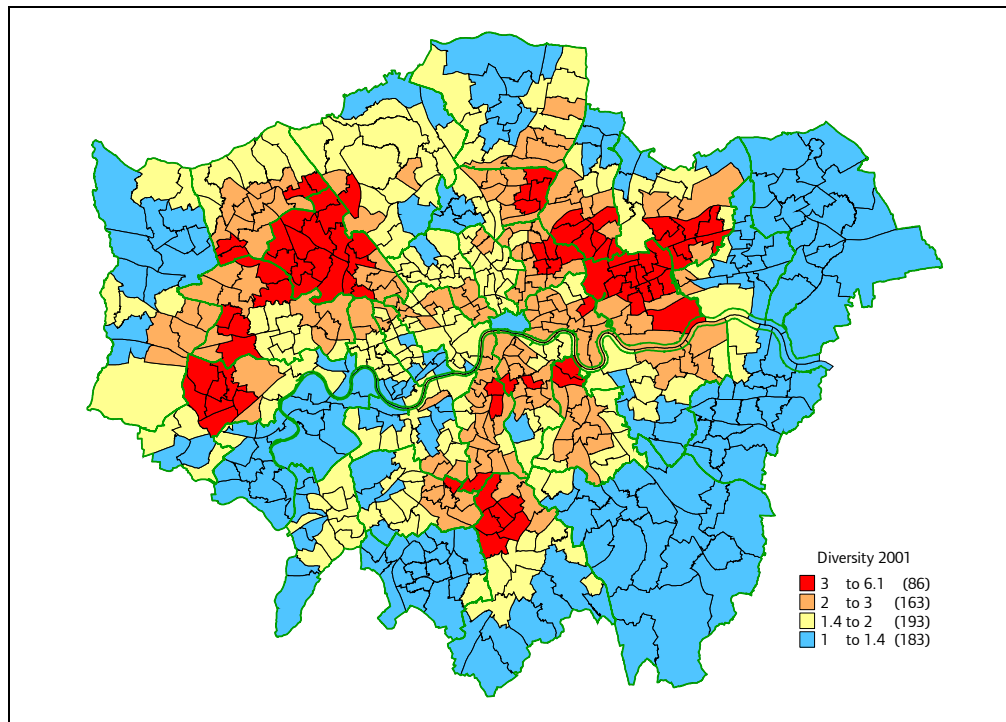 Diversity 2001
3 to 6.1 (86)
2 to 3 (163)
1.4 to 2 (193)
1 to 1.4 (183)